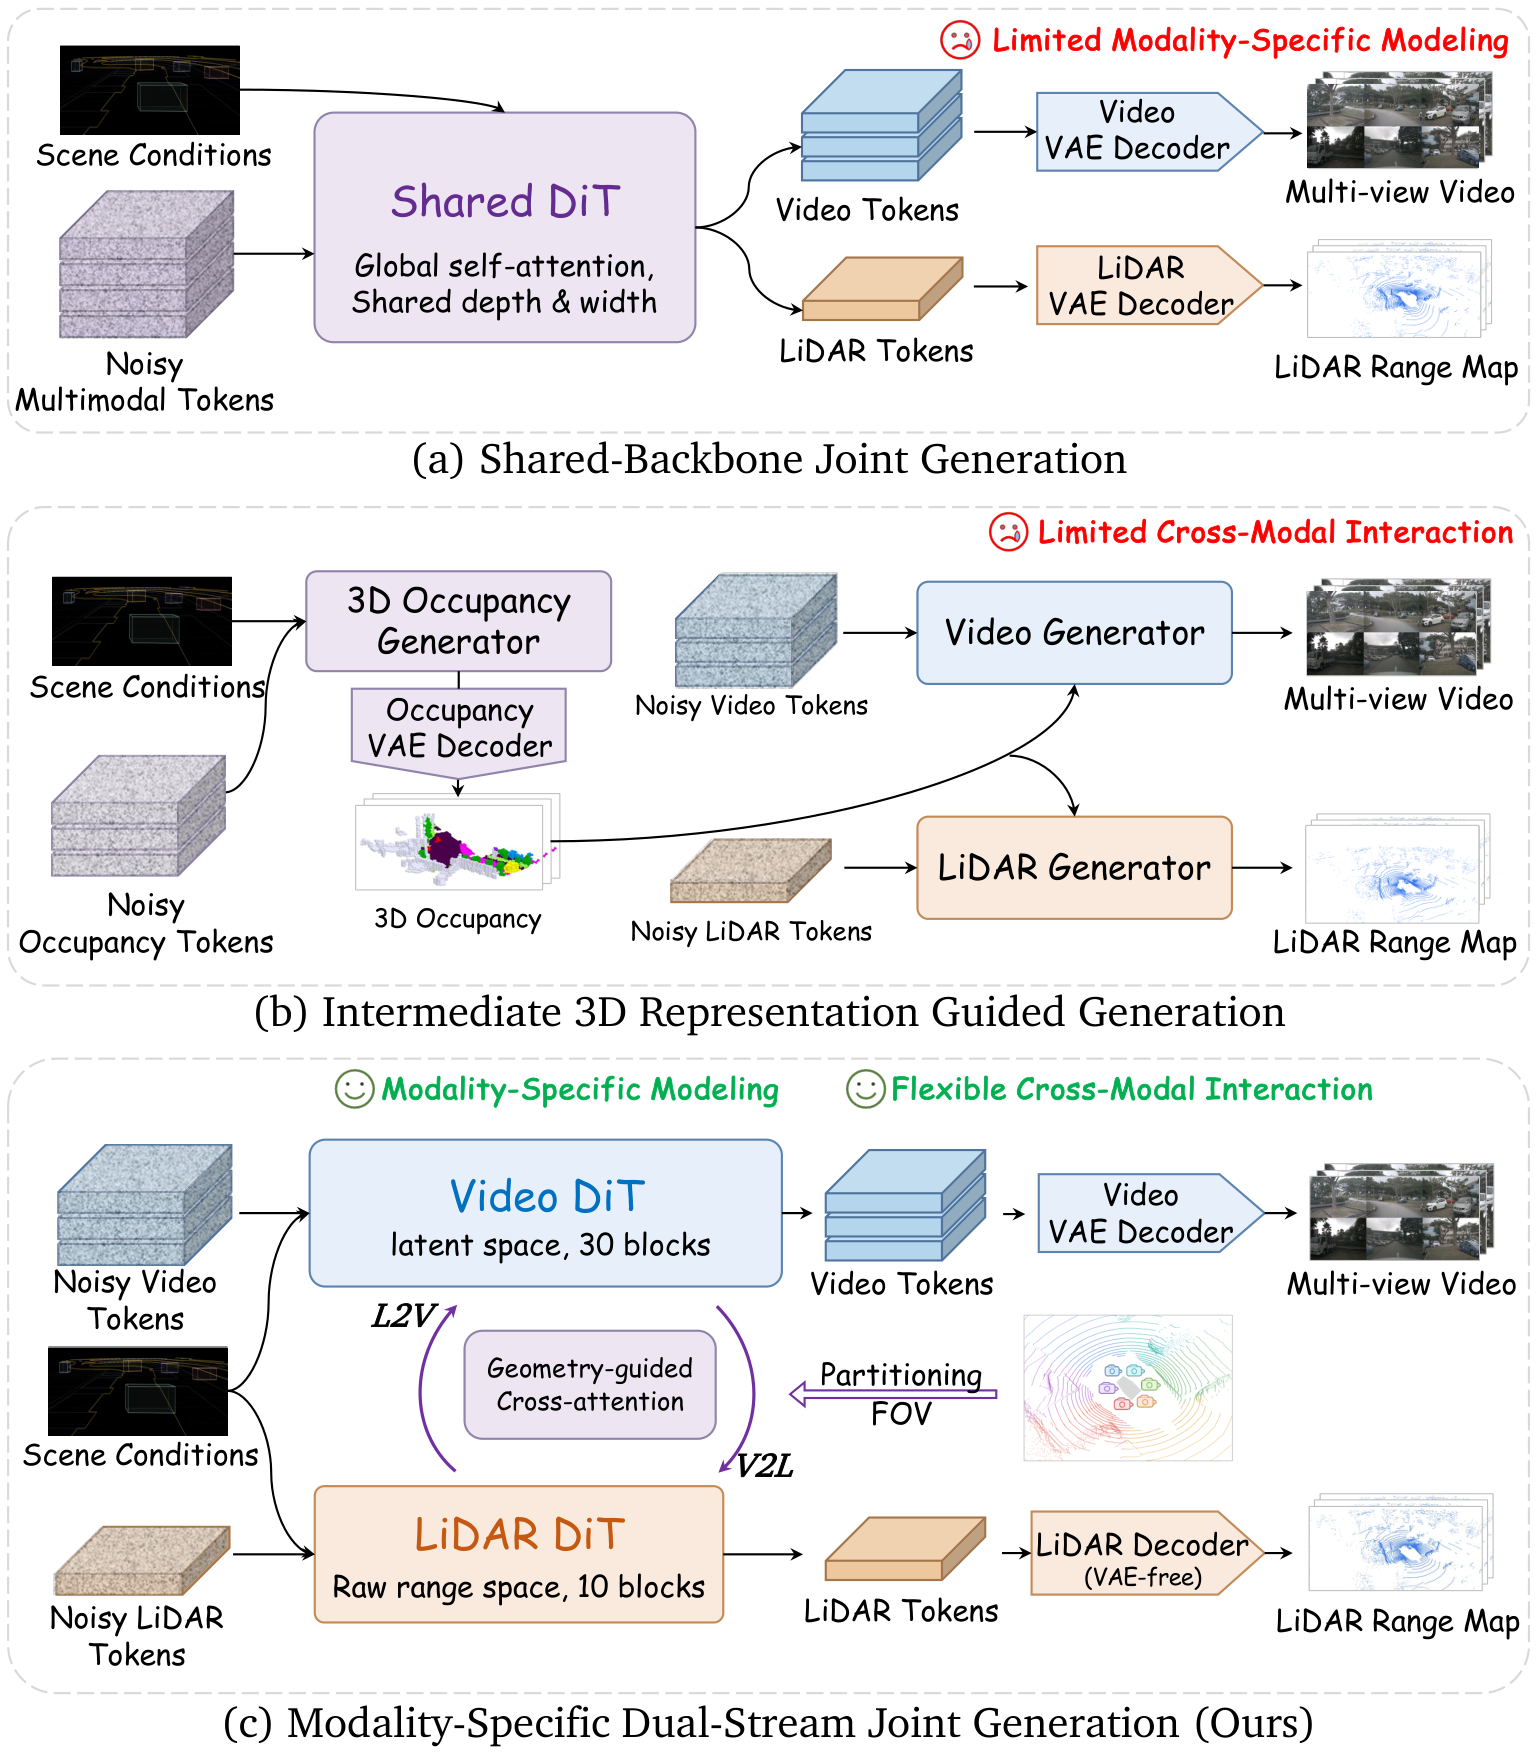 Limited Modality-Specific Modeling
Scene Conditions
Noisy
Multimodal Tokens
Shared DiT
Global self-attention,
Shared depth & width
Video Tokens
LiDAR Tokens
Video
VAE Decoder
LiDAR
VAE Decoder
Multi-view Video
LiDAR Range Map
(a) Shared-Backbone Joint Generation
Limited Cross-Modal Interaction
Scene Conditions
Noisy
Occupancy Tokens
3D Occupancy
Generator
Occupancy
VAE Decoder
3D Occupancy
Noisy Video Tokens
Noisy LiDAR Tokens
Video Generator
LiDAR Generator
Multi-view Video
LiDAR Range Map
(b) Intermediate 3D Representation Guided Generation
Modality-Specific Modeling
Flexible Cross-Modal Interaction
Noisy Video
Tokens
Scene Conditions
Noisy LiDAR
Tokens
Video DiT
latent space, 30 blocks
L2V
Geometry-guided
Cross-attention
V2L
LiDAR DiT
Raw range space, 10 blocks
Partitioning
FOV
Video Tokens
LiDAR Tokens
Video
VAE Decoder
LiDAR Decoder
(VAE-free)
Multi-view Video
LiDAR Range Map
(c) Modality-Specific Dual-Stream Joint Generation (Ours)